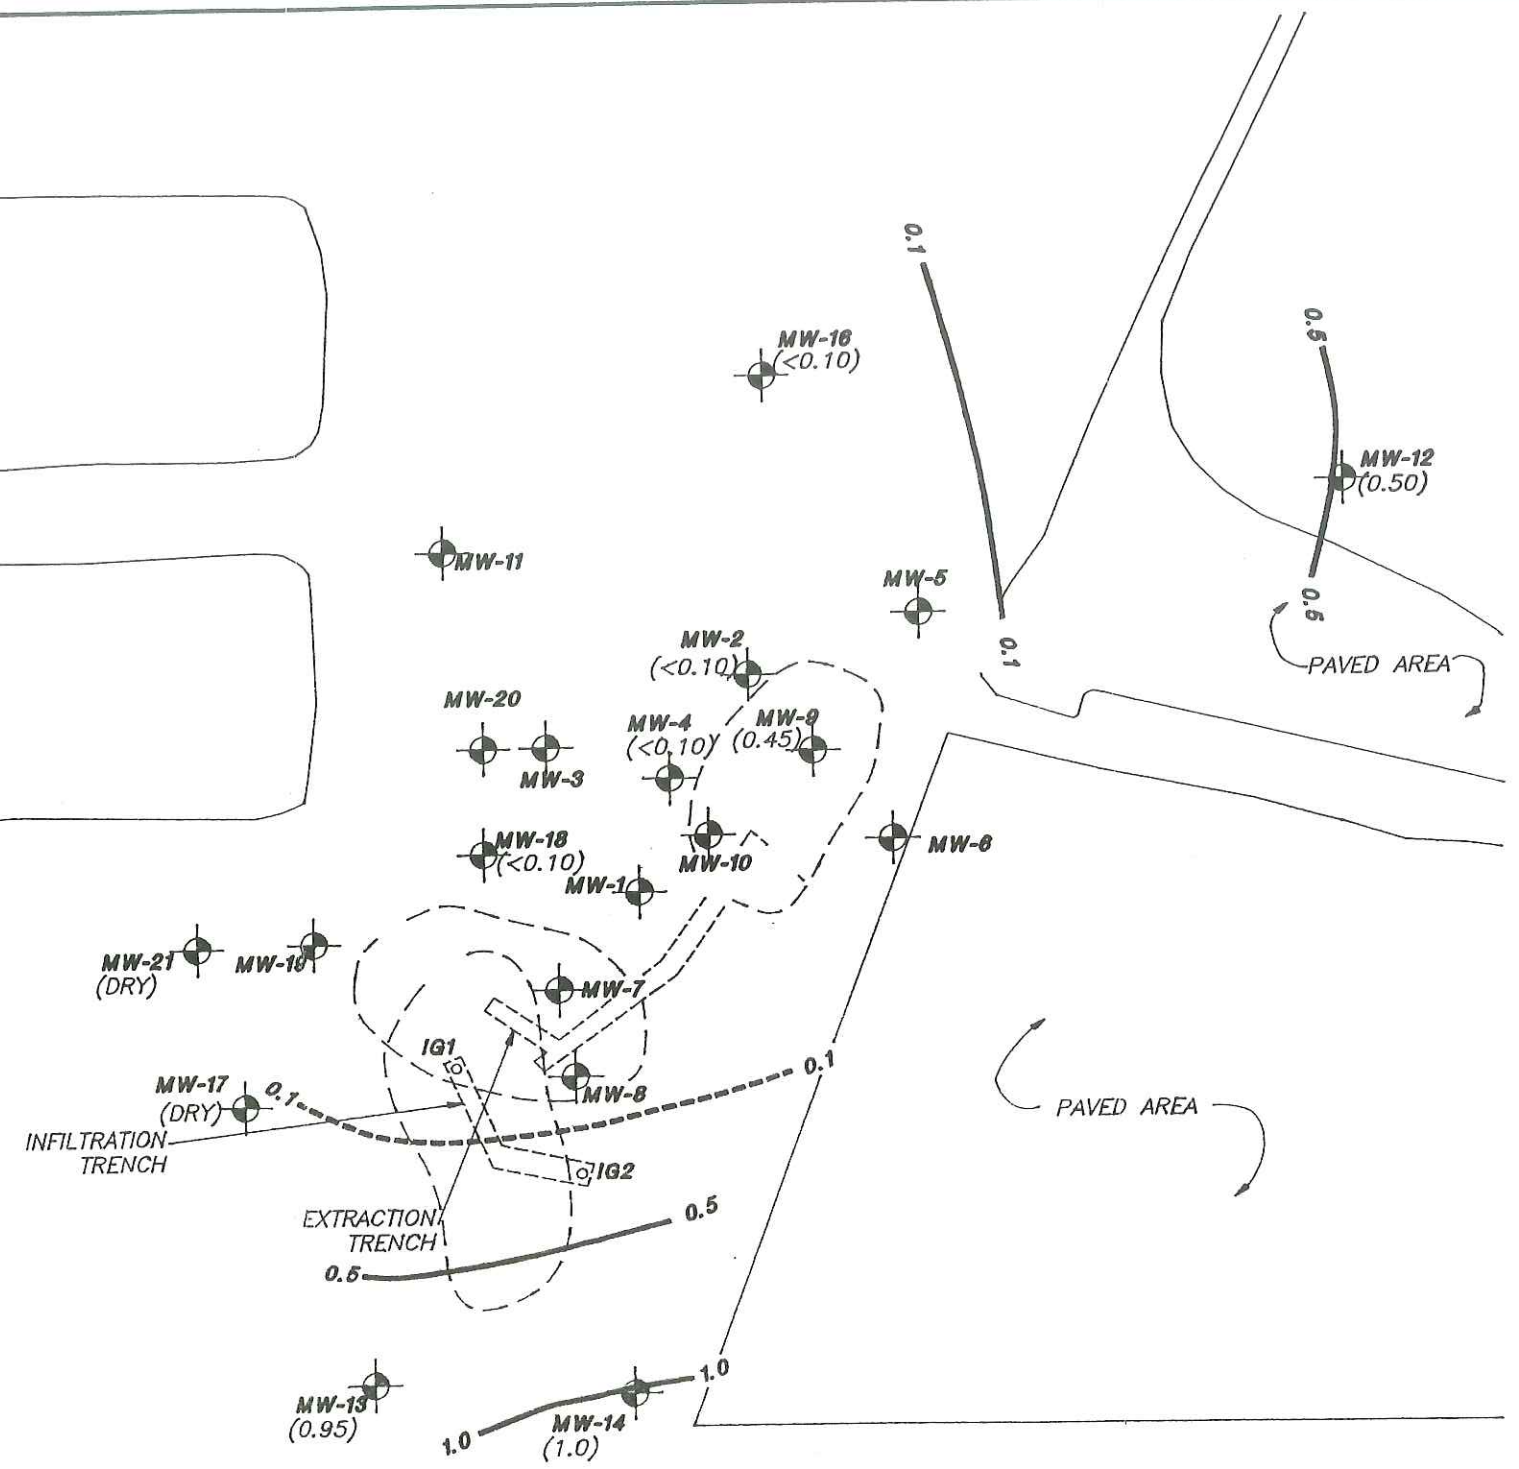 0.1
MW-16
(<0.10)
0.5
MW-12
(0.50)
MW-11
MW-5
0.5
0.1
PAVED AREA
MW-2
(<0.10)
MW-20
MW-4
(<0.10)
MW-9
(0.45)
MW-3
MW-18
(<0.10)
MW-10
MW-6
MW-1
MW-21
(DRY)
MW-19
MW-7
IG1
0.1
MW-17
(DRY)
0.1
MW-8
PAVED AREA
INFILTRATION
TRENCH
IG2
EXTRACTION
TRENCH
0.5
0.5
1.0
MW-13
(0.95)
MW-14
(1.0)
1.0